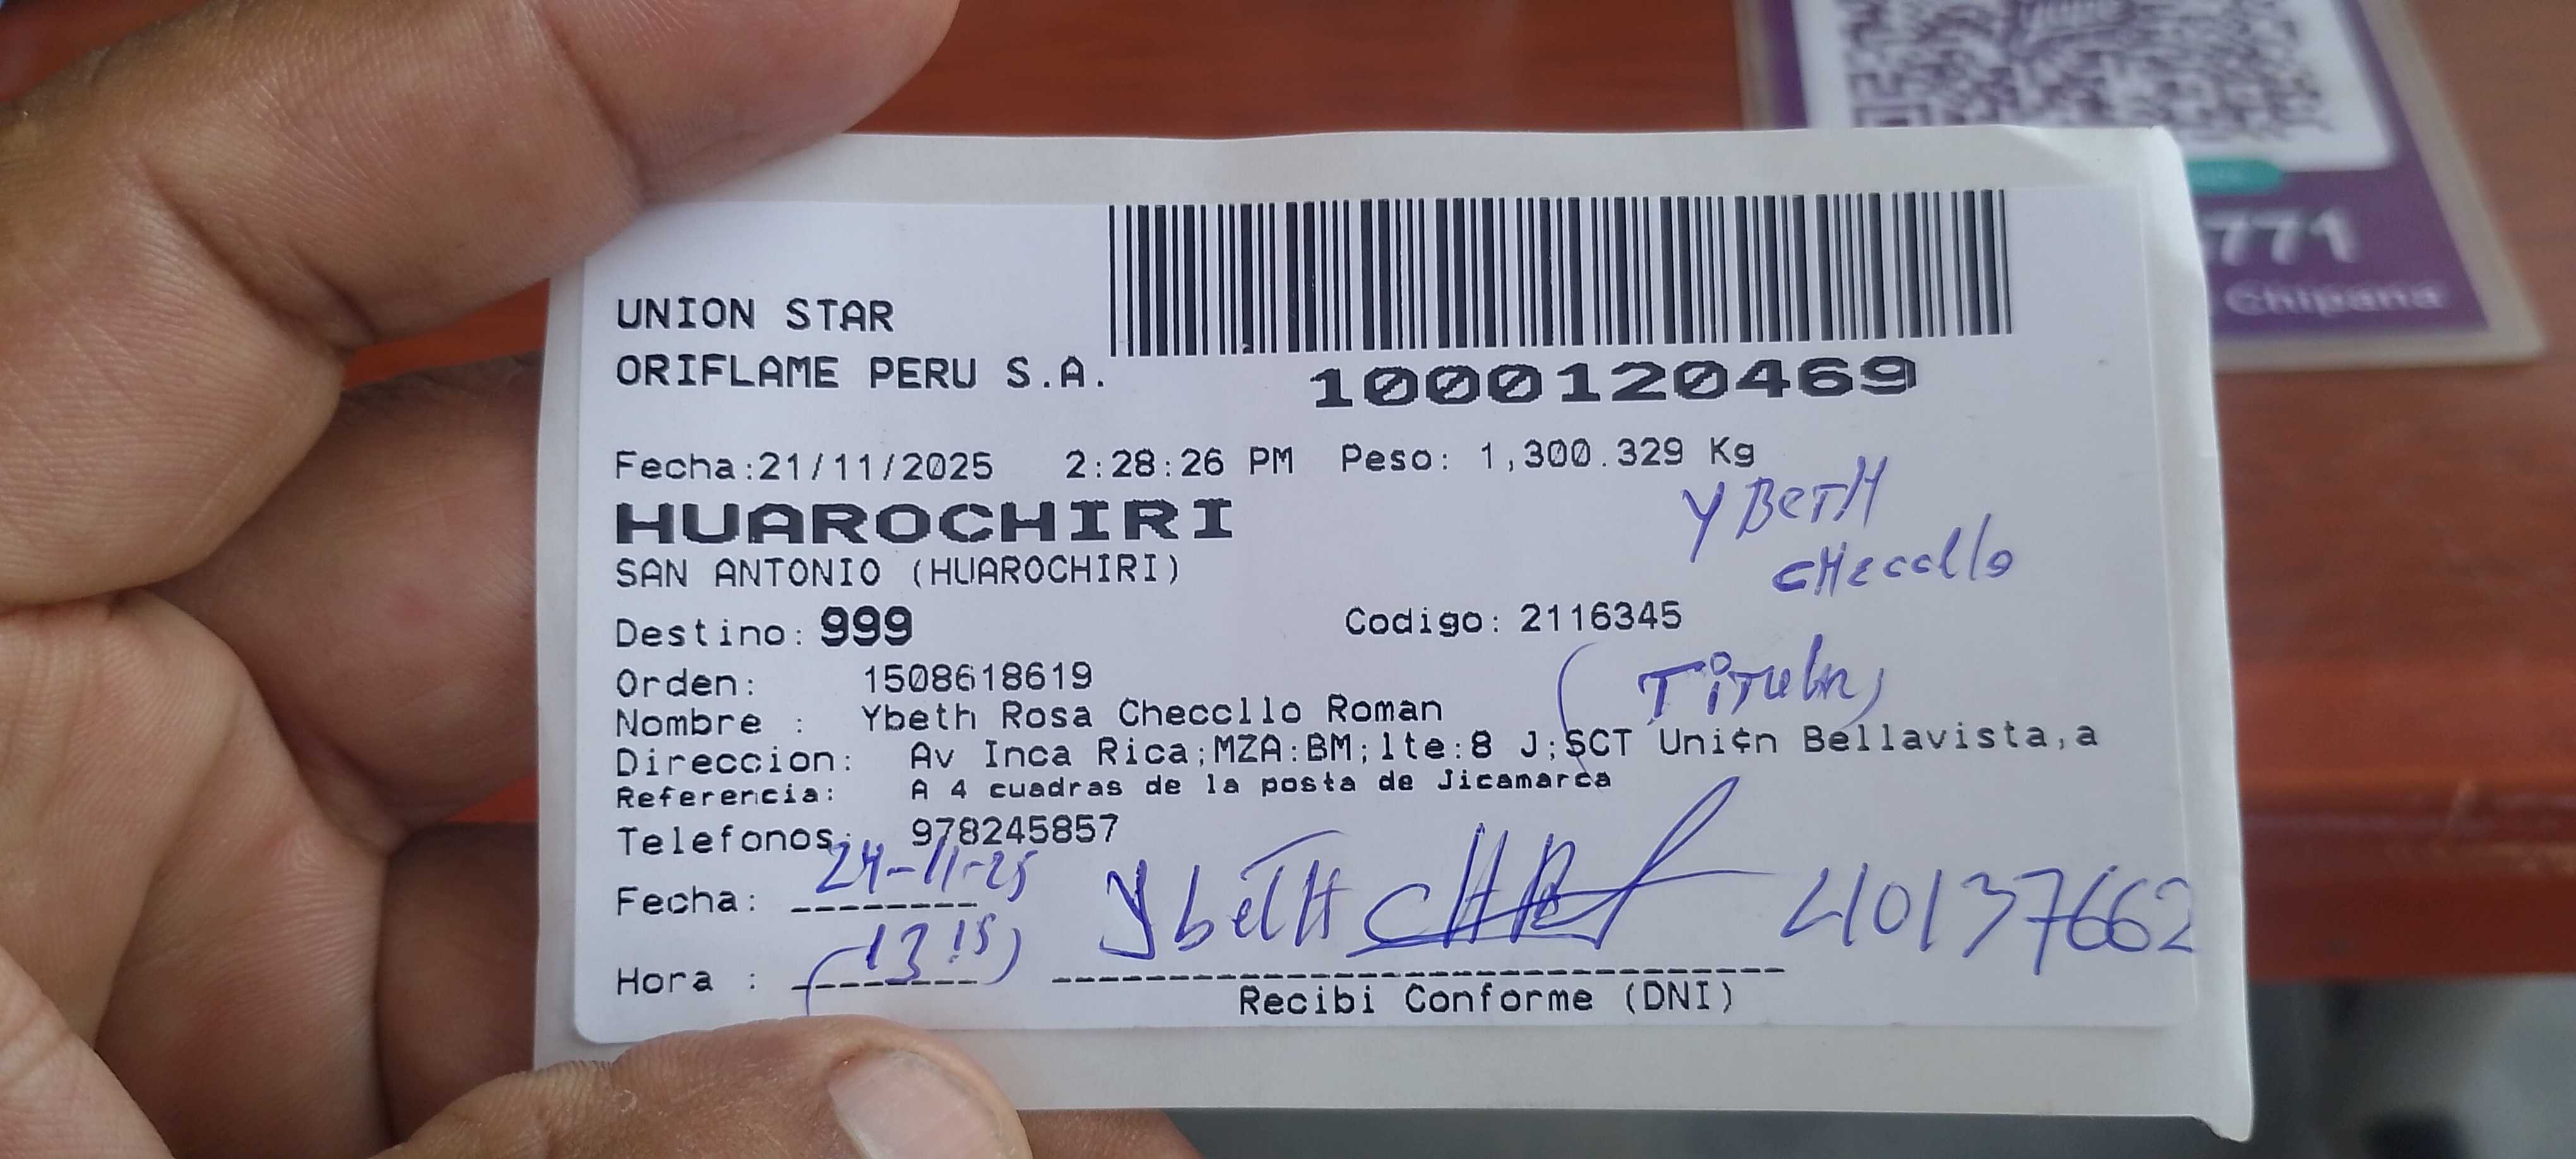 771
Chipana
UNION STAR
ORIFLAME PERU S.A.
1000120469
Fecha:21/11/2025 2:28:26 PM Peso: 1,300.329 Kg
HUAROCHIRI
YBETH
SAN ANTONIO (HUAROCHIRI)
CHeccllo
Destino: 999 Codigo: 2116345
(Titular)
Orden: 1508618619
Nombre : Ybeth Rosa Checcllo Roman
Direccion: Av Inca Rica;MZA:BM;lte:8 J;SCT Uni¢n Bellavista,a
Referencia: A 4 cuadras de la posta de Jicamarca
Telefonos: 978245857
Fecha: 24-11-25
YbeTH 40137662
Hora : (13:15)
Recibi Conforme (DNI)